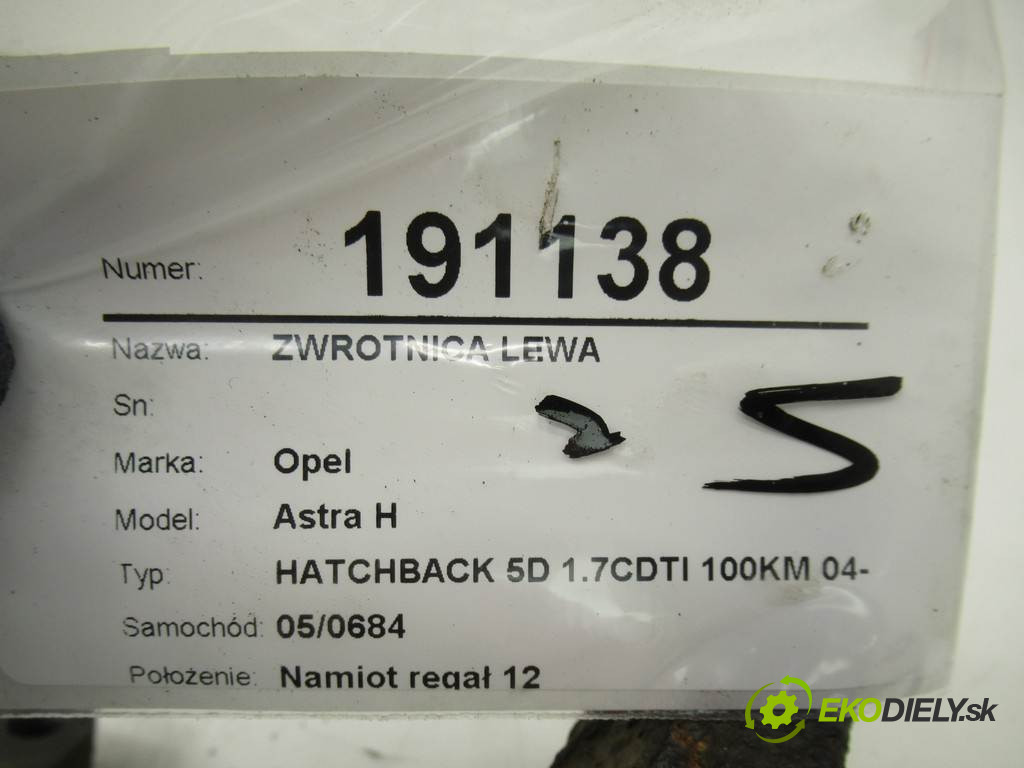 Numer: 191138
Nazwa: ZWROTNICA LEWA
Sn:
Marka: Opel
Model: Astra H
Typ: HATCHBACK 5D 1.7CDTI 100KM 04-
Samochód: 05/0684
Położenie: Namiot regał 12
S
EKODIELY.sk